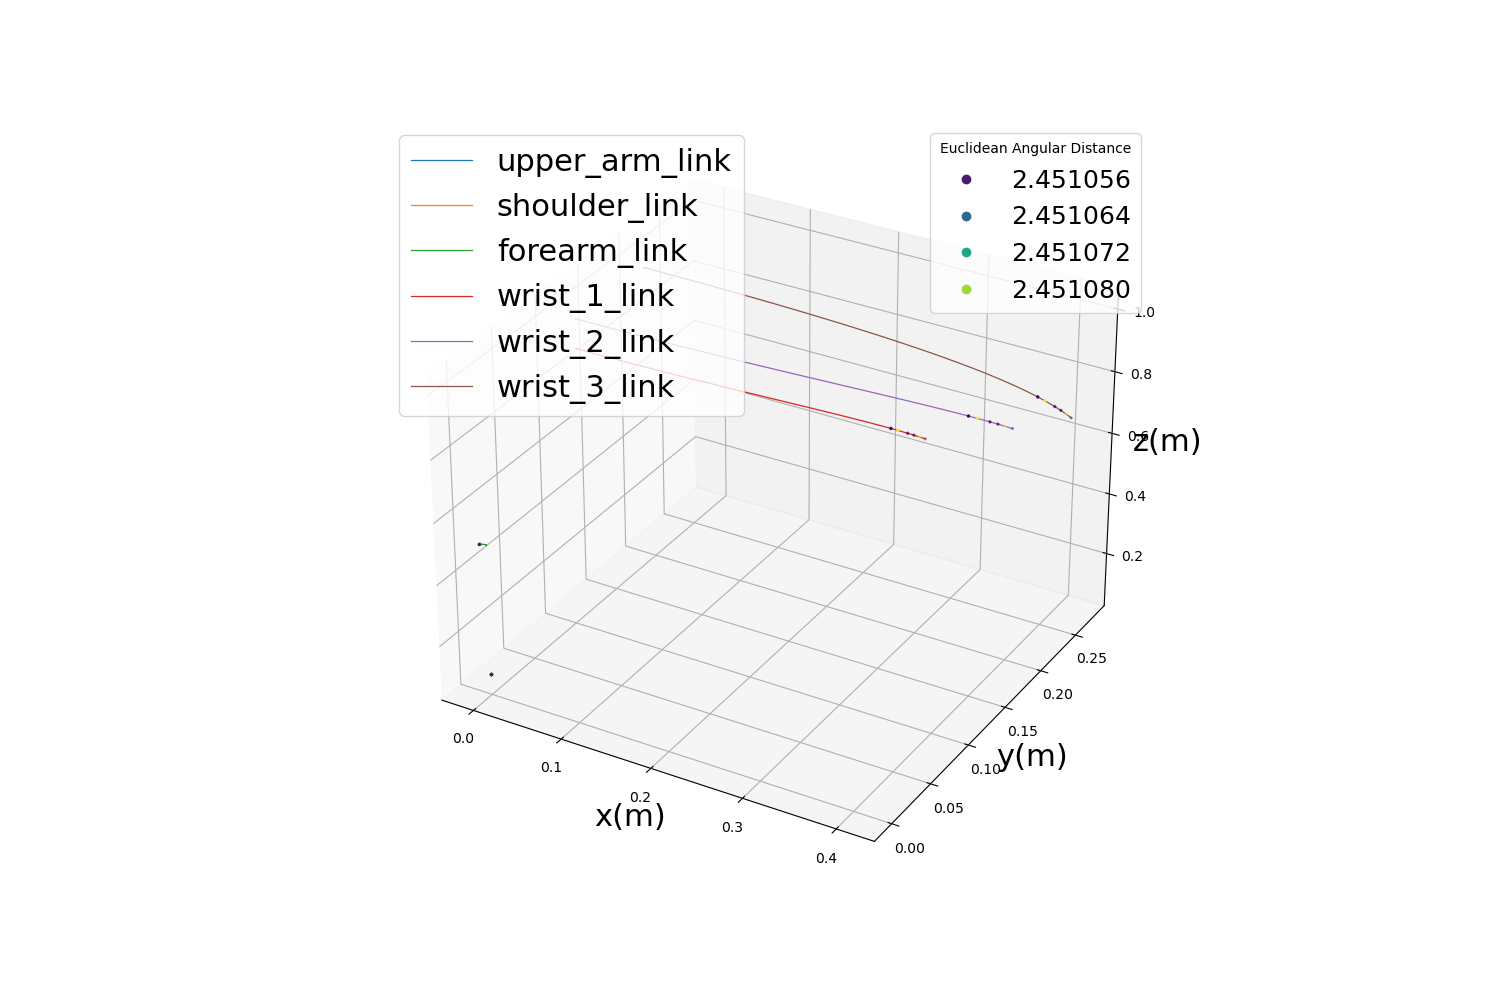 upper_arm_link
shoulder_link
forearm_link
wrist_1_link
wrist_2_link
wrist_3_link
Euclidean Angular Distance
2.451056
2.451064
2.451072
2.451080
1.0
0.8
0.6
z(m)
0.4
0.2
0.25
0.20
0.15
0.10
y(m)
0.05
0.00
0.0
0.1
0.2
x(m)
0.3
0.4